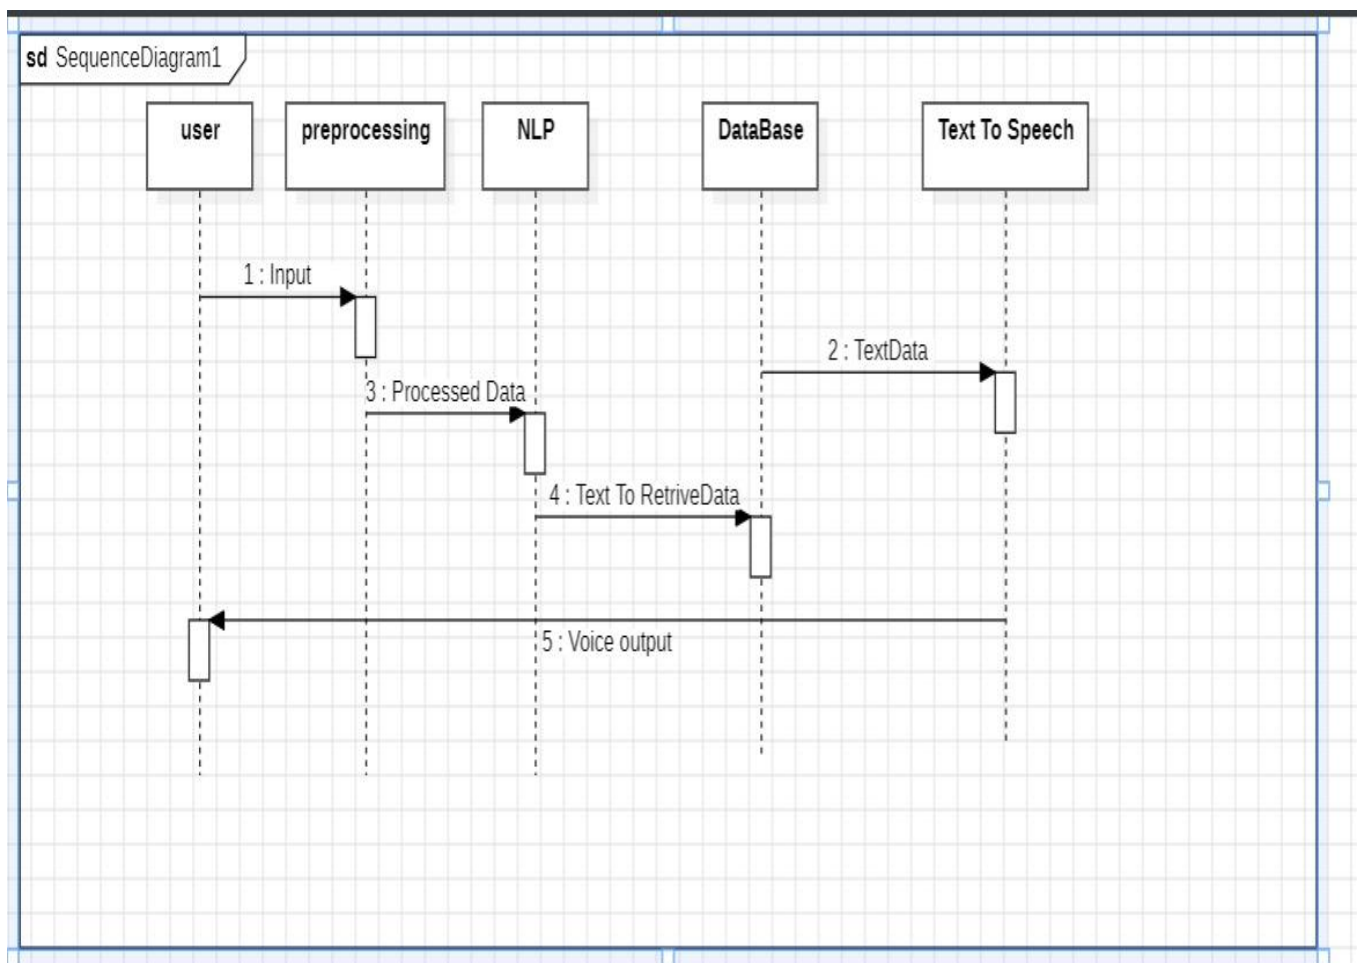 sd SequenceDiagram1
user
preprocessing
NLP
DataBase
Text To Speech
1 : Input
2 : TextData
3 : Processed Data
4 : Text To RetriveData
5 : Voice output